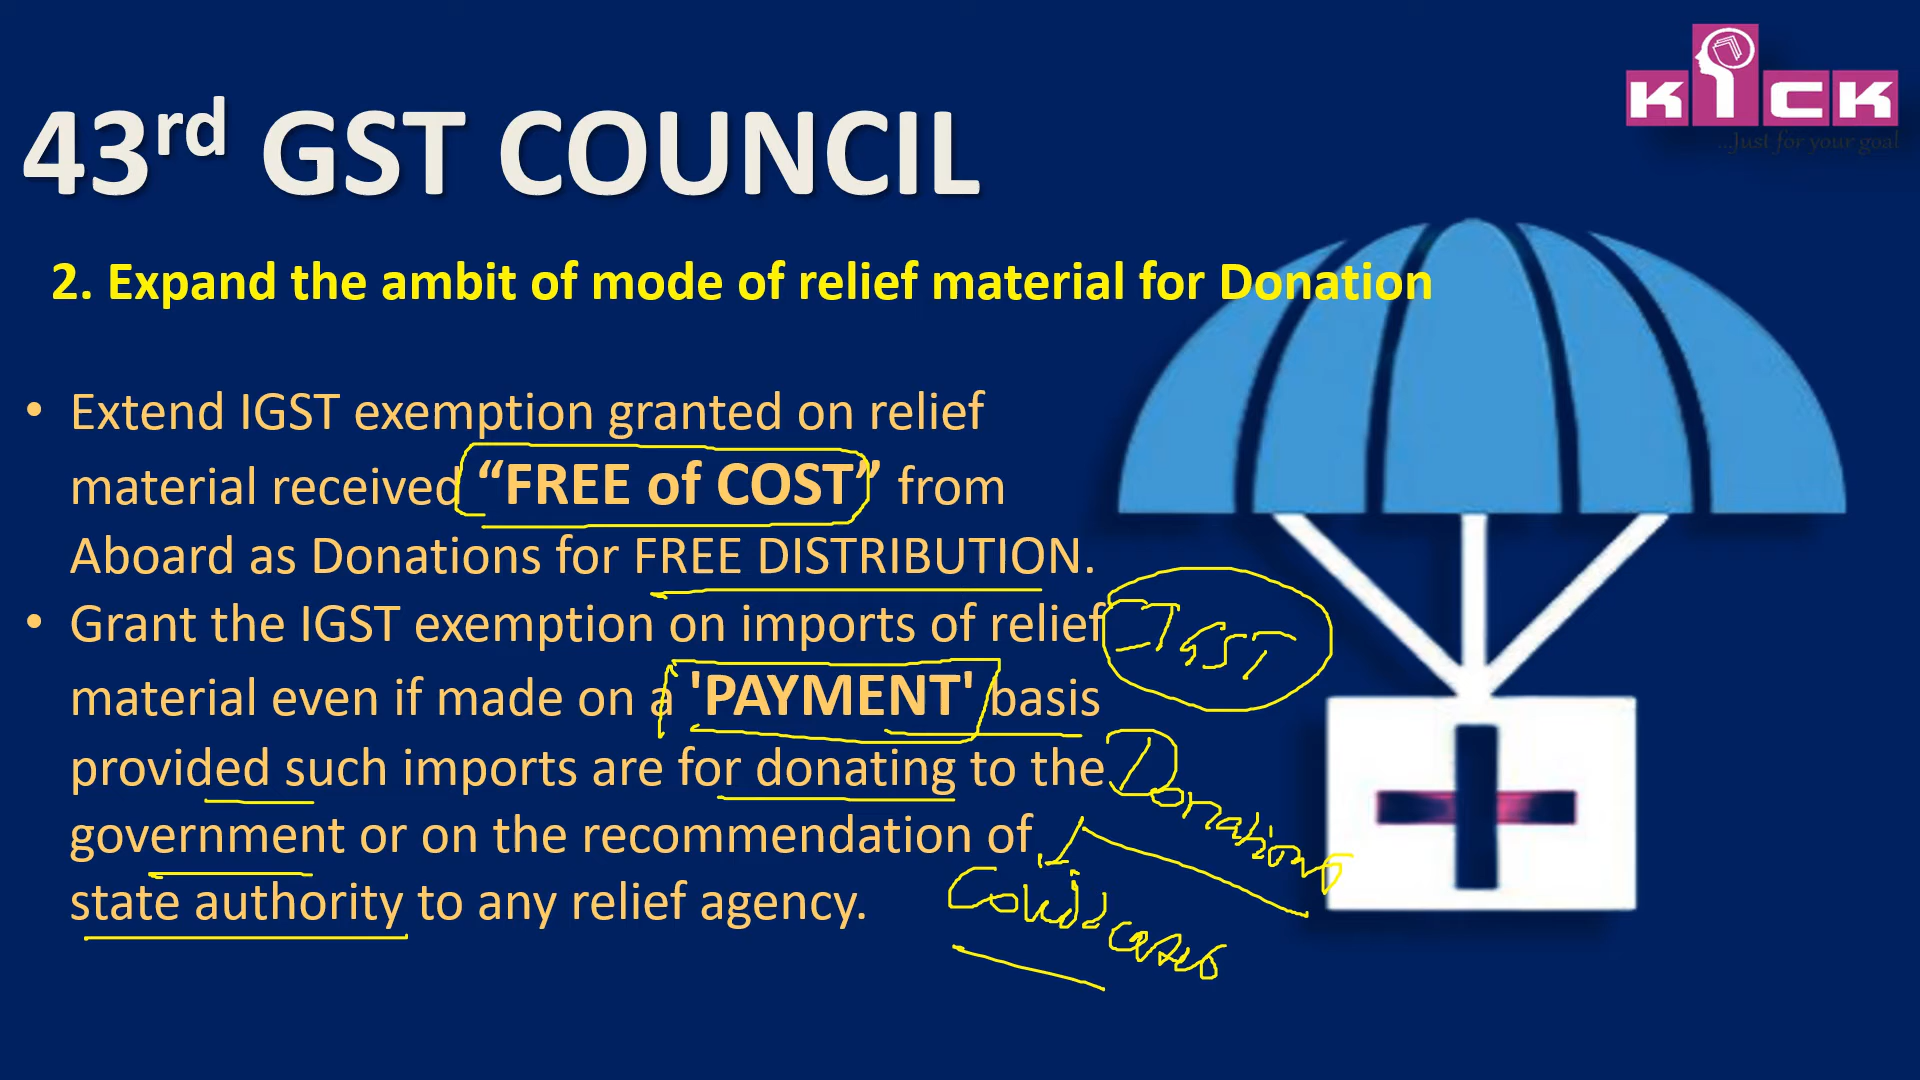 KICK
...Just for your goal
43rd GST COUNCIL
2. Expand the ambit of mode of relief material for Donation
• Extend IGST exemption granted on relief
material received “FREE of COST” from
Aboard as Donations for FREE DISTRIBUTION.
• Grant the IGST exemption on imports of relief
material even if made on a 'PAYMENT' basis
provided such imports are for donating to the
government or on the recommendation of
state authority to any relief agency.
IGST
Donations
Covid cases